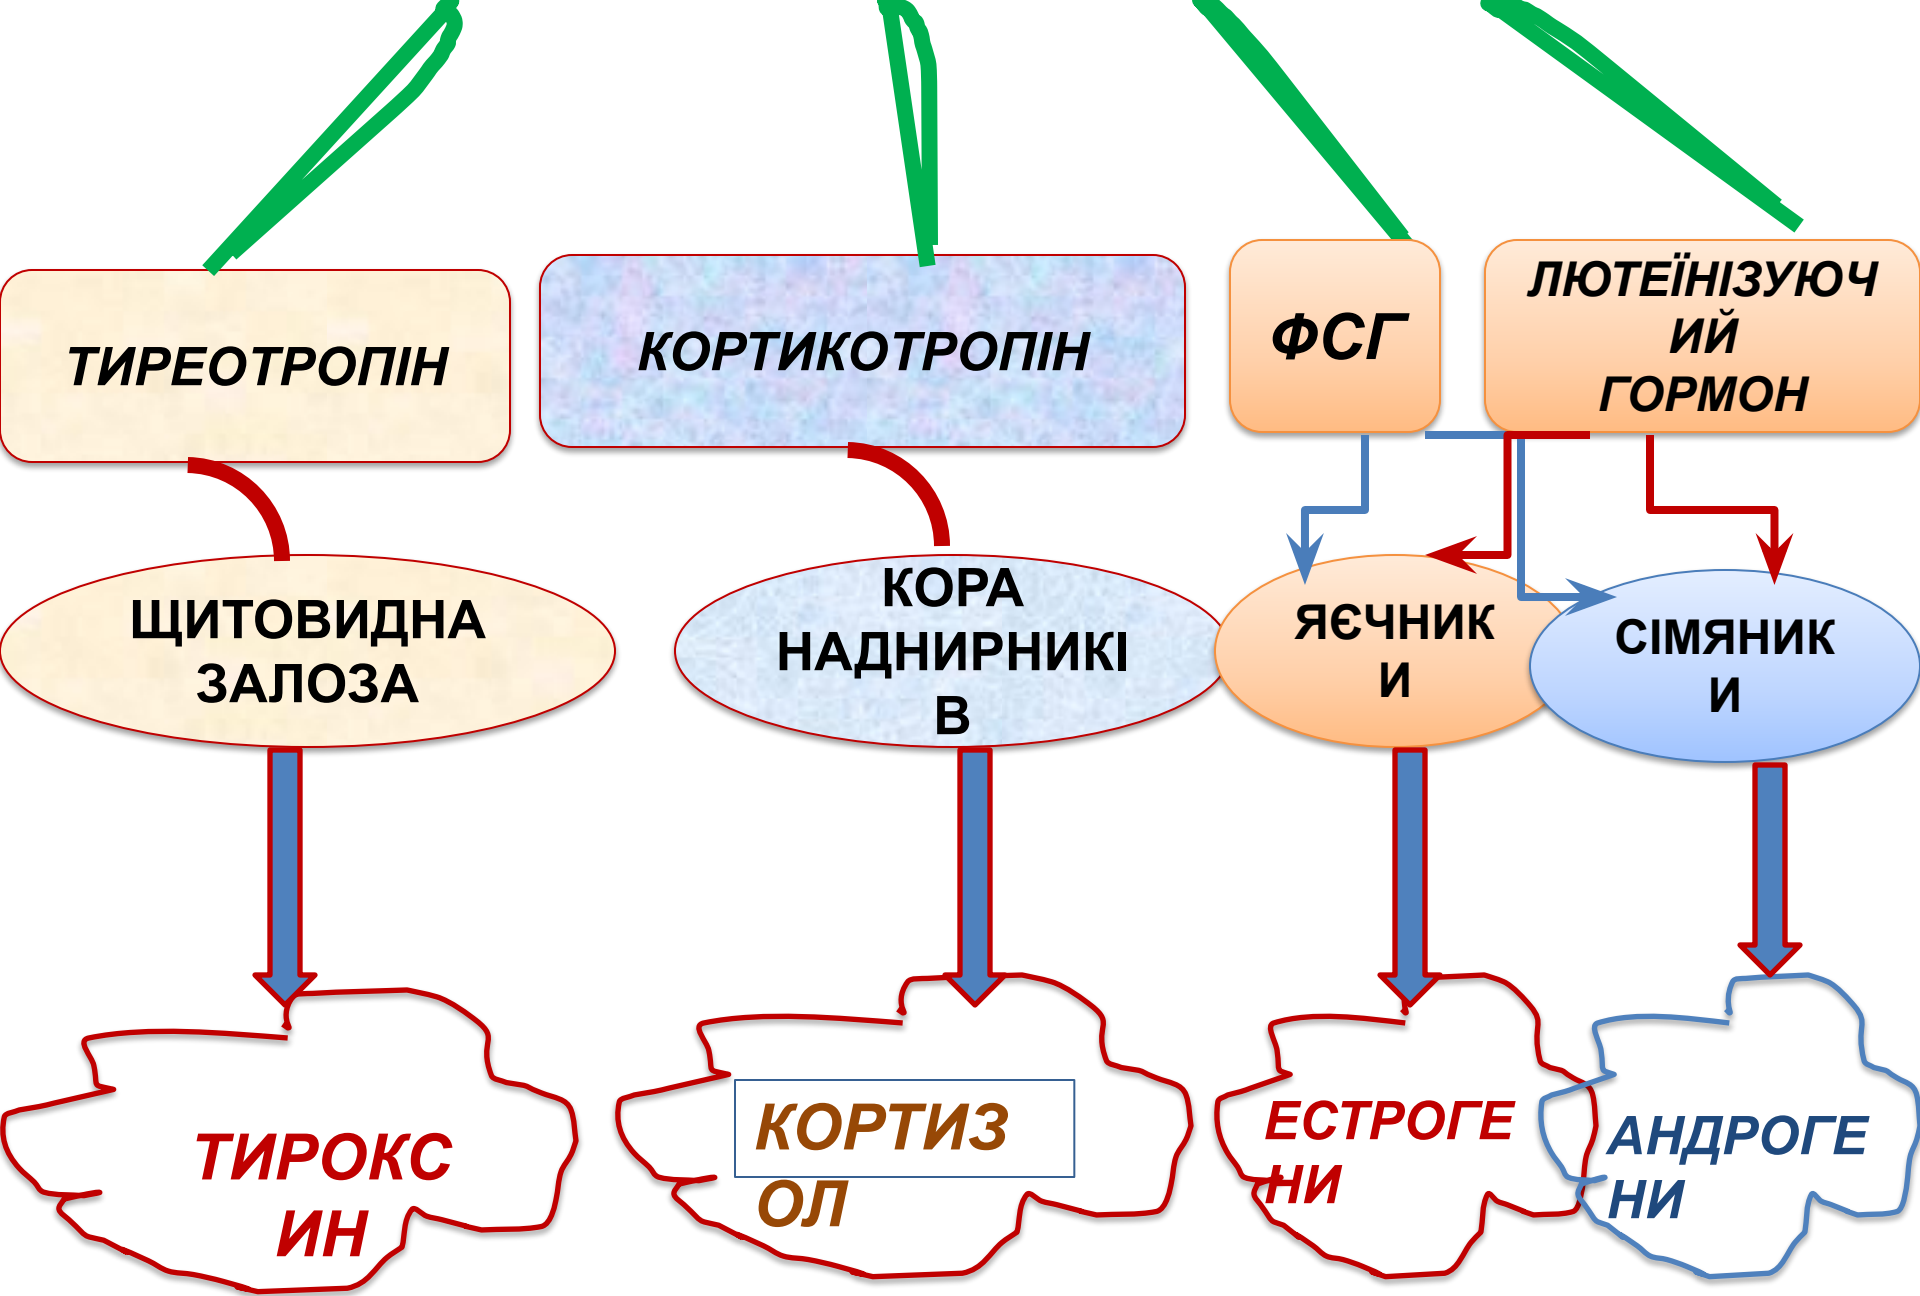 ТИРЕОТРОПІН
КОРТИКОТРОПІН
ФСГ
ЛЮТЕЇНІЗУЮЧ
ИЙ
ГОРМОН
ЩИТОВИДНА
ЗАЛОЗА
КОРА
НАДНИРНИКІ
В
ЯЄЧНИК
И
СІМЯНИК
И
ТИРОКС
ИН
КОРТИЗ
ОЛ
ЕСТРОГЕ
НИ
АНДРОГЕ
НИ